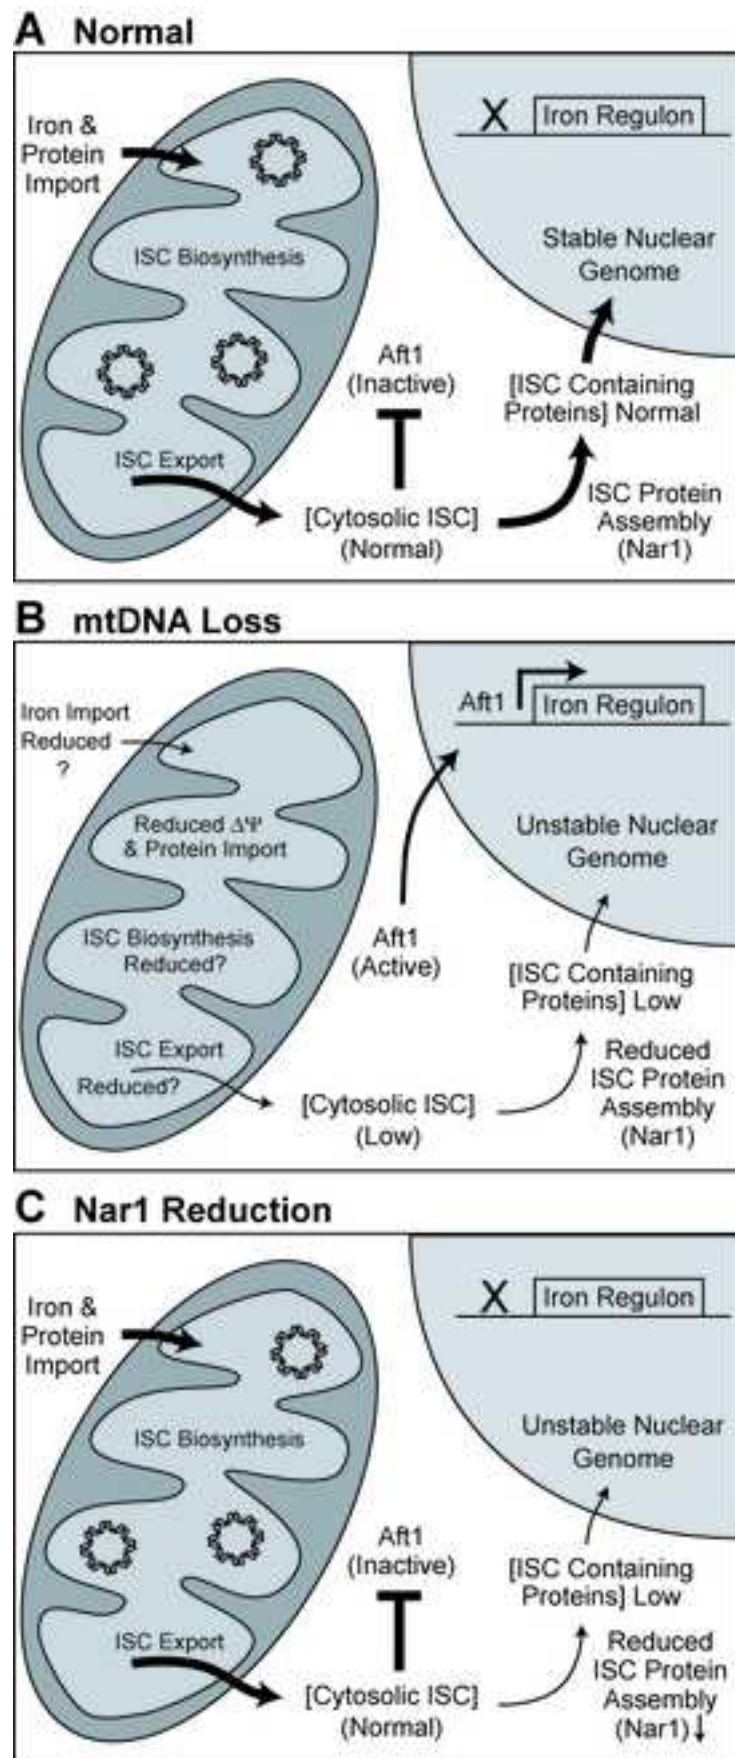 A Normal
Iron &
Protein
Import
X
Iron Regulon
ISC Biosynthesis
Stable Nuclear
Genome
Aft1
(Inactive)
[ISC Containing
Proteins] Normal
ISC Export
[Cytosolic ISC]
(Normal)
ISC Protein
Assembly
(Nar1)
B mtDNA Loss
Iron Import
Reduced
?
Aft1
Iron Regulon
Reduced ΔΨ
& Protein Import
Unstable Nuclear
Genome
ISC Biosynthesis
Reduced?
Aft1
(Active)
[ISC Containing
Proteins] Low
ISC Export
Reduced?
[Cytosolic ISC]
(Low)
Reduced
ISC Protein
Assembly
(Nar1)
C Nar1 Reduction
Iron &
Protein
Import
X
Iron Regulon
ISC Biosynthesis
Unstable Nuclear
Genome
Aft1
(Inactive)
[ISC Containing
Proteins] Low
ISC Export
[Cytosolic ISC]
(Normal)
Reduced
ISC Protein
Assembly
(Nar1)↓